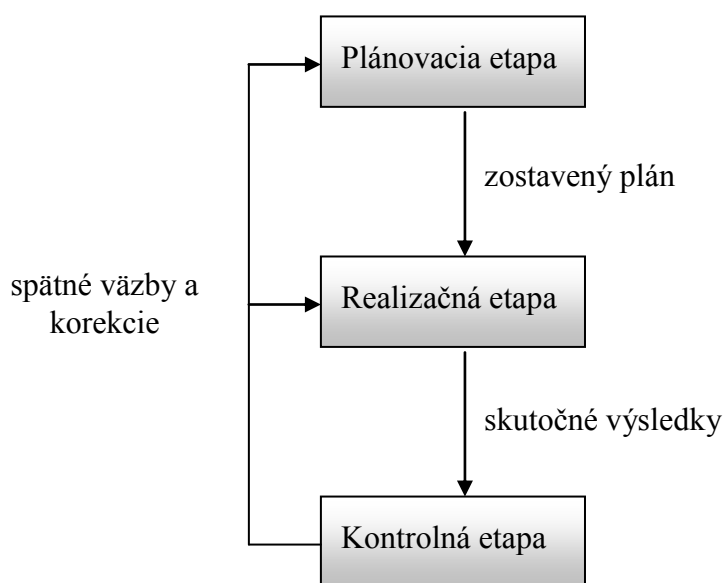 Plánovacia etapa
zostavený plán
spätné väzby a
korekcie
Realizačná etapa
skutočné výsledky
Kontrolná etapa